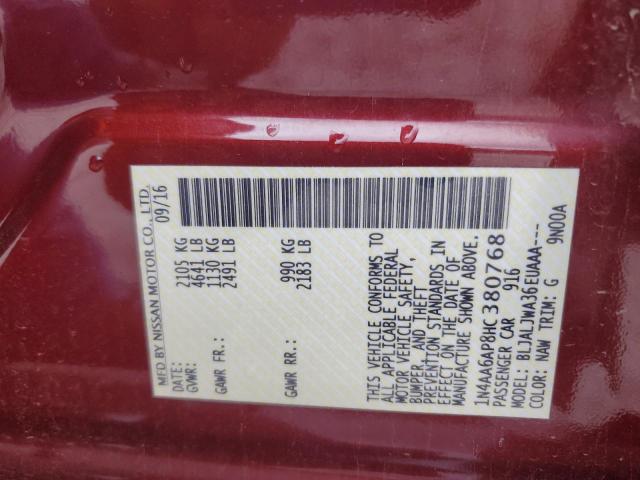 MFD BY NISSAN MOTOR CO., LTD.
DATE: 09/16
GVWR: 2105 KG
4641 LB
GAWR FR: 1130 KG
2491 LB
GAWR RR: 990 KG
2183 LB
THIS VEHICLE CONFORMS TO
ALL APPLICABLE FEDERAL
MOTOR VEHICLE SAFETY,
BUMPER, AND THEFT
PREVENTION STANDARDS IN
EFFECT ON THE DATE OF
MANUFACTURE SHOWN ABOVE.
1N4AA6AP8HC380768
PASSENGER CAR 916
MODEL: BLJALJWA36EUAAA---
COLOR: NAW TRIM: G 9N00A